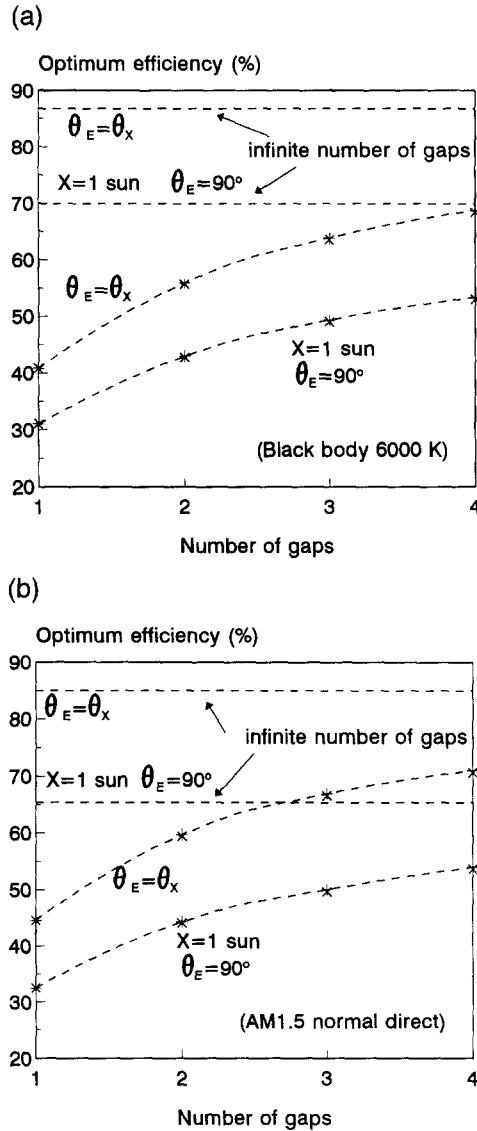 (a)
Optimum efficiency (%)
90
θE=θX
80
infinite number of gaps
X=1 sun θE=90°
70
60
θE=θX
50
X=1 sun
θE=90°
40
30
(Black body 6000 K)
20
1 2 3 4
Number of gaps
(b)
Optimum efficiency (%)
90
θE=θX
80
infinite number of gaps
70
X=1 sun θE=90°
60
θE=θX
50
X=1 sun
θE=90°
40
30
(AM1.5 normal direct)
20
1 2 3 4
Number of gaps